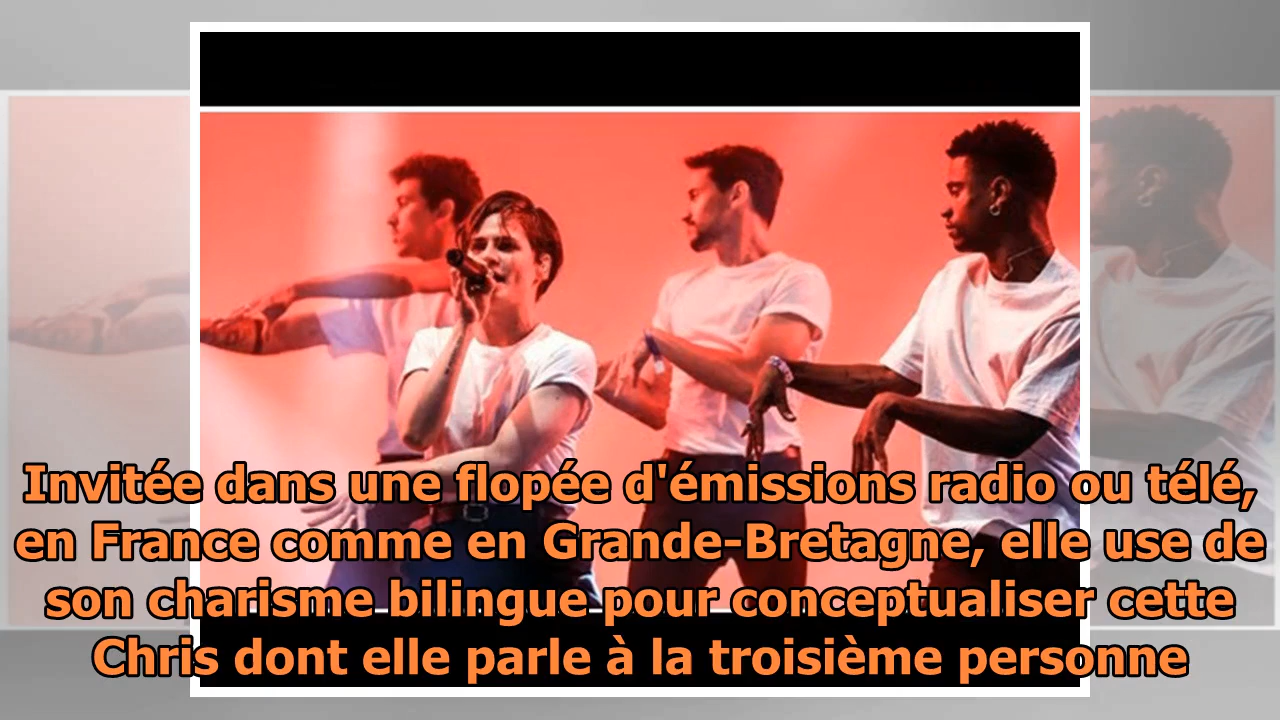 Invitée dans une flopée d'émissions radio ou télé,
en France comme en Grande-Bretagne, elle use de
son charisme bilingue pour conceptualiser cette
Chris dont elle parle à la troisième personne